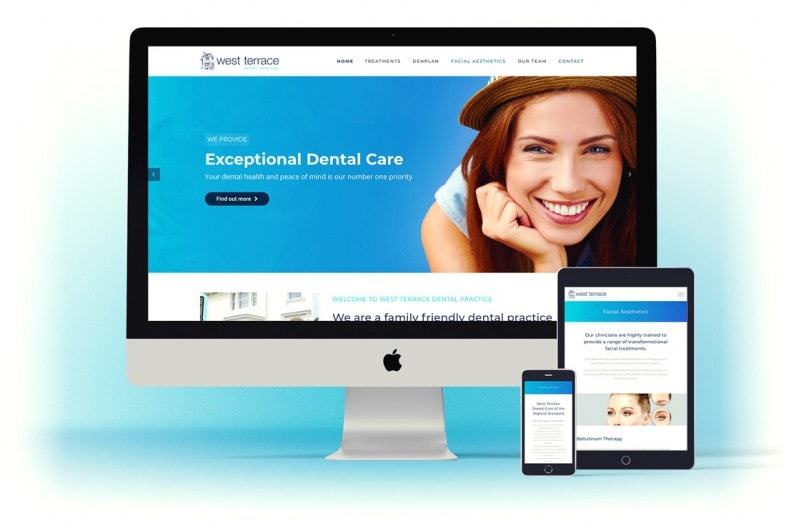 west terrace
DENTAL PRACTICE
HOME TREATMENTS DENPLAN FACIAL AESTHETICS OUR TEAM CONTACT
WE PROVIDE
Exceptional Dental Care
Your dental health and peace of mind is our number one priority
Find out more
WELCOME TO WEST TERRACE DENTAL PRACTICE
We are a family friendly dental practice
west terrace
Facial Aesthetics
Our clinicians are highly trained to
provide a range of transformational
facial treatments.
Botulinum Therapy
West Terrace
Dental Care of the
Highest Standard